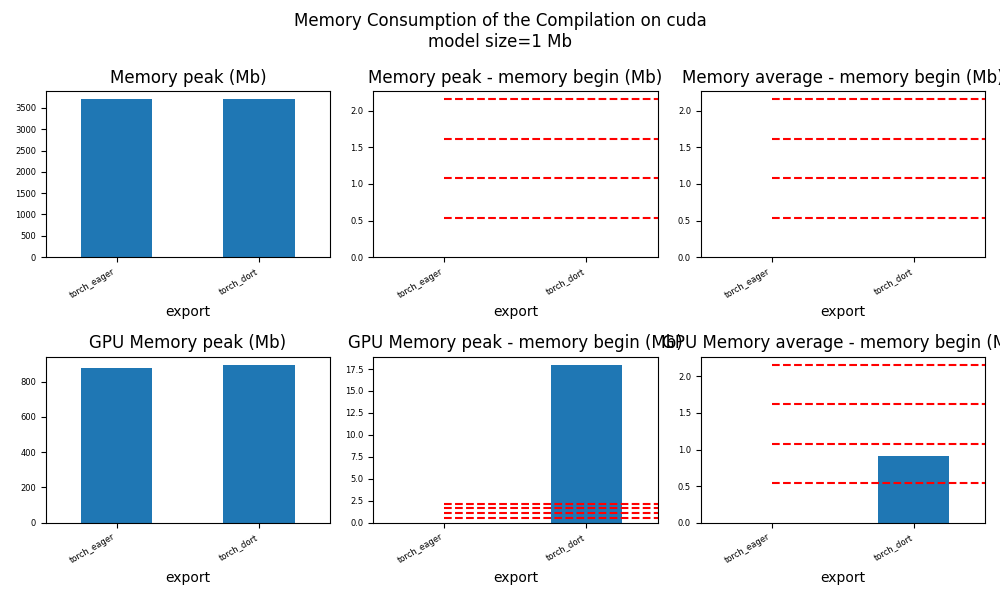 Memory Consumption of the Compilation on cuda
model size=1 Mb
Memory peak (Mb)
3500
3000
2500
2000
1500
1000
500
0
torch_eager
torch_dort
export
Memory peak - memory begin (Mb)
2.0
1.5
1.0
0.5
0.0
torch_eager
torch_dort
export
Memory average - memory begin (Mb)
2.0
1.5
1.0
0.5
0.0
torch_eager
torch_dort
export
GPU Memory peak (Mb)
800
600
400
200
0
torch_eager
torch_dort
export
GPU Memory peak - memory begin (Mb)
17.5
15.0
12.5
10.0
7.5
5.0
2.5
0.0
torch_eager
torch_dort
export
GPU Memory average - memory begin (M
2.0
1.5
1.0
0.5
0.0
torch_eager
torch_dort
export